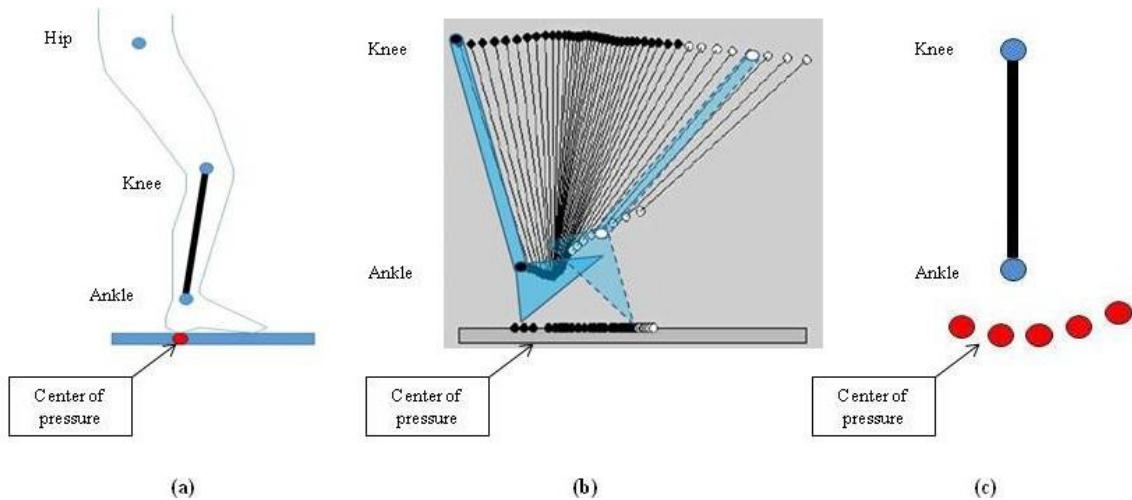 Hip
Knee
Ankle
Center of
pressure
(a)
Knee
Ankle
Center of
pressure
(b)
Knee
Ankle
Center of
pressure
(c)